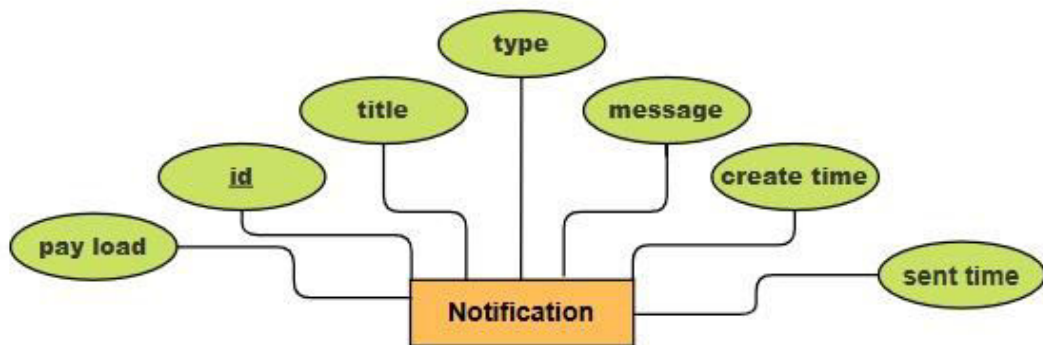 type
title
message
id
create time
pay load
sent time
Notification